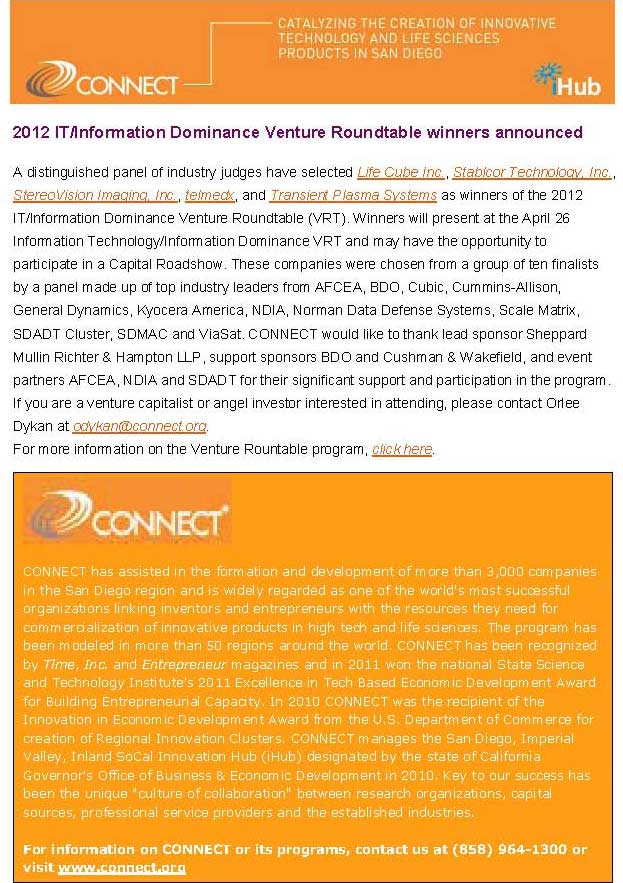 CATALYZING THE CREATION OF INNOVATIVE
TECHNOLOGY AND LIFE SCIENCES
PRODUCTS IN SAN DIEGO
CONNECT
iHub
2012 IT/Information Dominance Venture Roundtable winners announced
A distinguished panel of industry judges have selected Life Cube Inc., Stablcor Technology, Inc.,
StereoVision Imaging, Inc., telmedx, and Transient Plasma Systems as winners of the 2012
IT/Information Dominance Venture Roundtable (VRT). Winners will present at the April 26
Information Technology/Information Dominance VRT and may have the opportunity to
participate in a Capital Roadshow. These companies were chosen from a group of ten finalists
by a panel made up of top industry leaders from AFCEA, BDO, Cubic, Cummins-Allison,
General Dynamics, Kyocera America, NDIA, Norman Data Defense Systems, Scale Matrix,
SDADT Cluster, SDMAC and ViaSat. CONNECT would like to thank lead sponsor Sheppard
Mullin Richter & Hampton LLP, support sponsors BDO and Cushman & Wakefield, and event
partners AFCEA, NDIA and SDADT for their significant support and participation in the program.
If you are a venture capitalist or angel investor interested in attending, please contact Orlee
Dykan at odykan@connect.org.
For more information on the Venture Rountable program, click here.
CONNECT
CONNECT has assisted in the formation and development of more than 3,000 companies
in the San Diego region and is widely regarded as one of the world's most successful
organizations linking inventors and entrepreneurs with the resources they need for
commercialization of innovative products in high tech and life sciences. The program has
been modeled in more than 50 regions around the world. CONNECT has been recognized
by Time, Inc. and Entrepreneur magazines and in 2011 won the national State Science
and Technology Institute's 2011 Excellence in Tech Based Economic Development Award
for Building Entrepreneurial Capacity. In 2010 CONNECT was the recipient of the
Innovation in Economic Development Award from the U.S. Department of Commerce for
creation of Regional Innovation Clusters. CONNECT manages the San Diego, Imperial
Valley, Inland SoCal Innovation Hub (iHub) designated by the state of California
Governor's Office of Business & Economic Development in 2010. Key to our success has
been the unique "culture of collaboration" between research organizations, capital
sources, professional service providers and the established industries.
For information on CONNECT or its programs, contact us at (858) 964-1300 or
visit www.connect.org